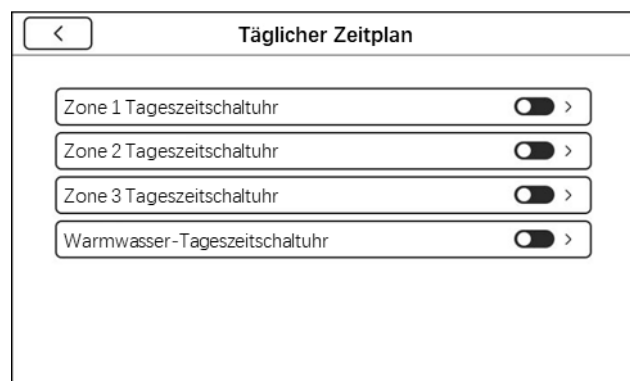 Täglicher Zeitplan
Zone 1 Tageszeitschaltuhr
Zone 2 Tageszeitschaltuhr
Zone 3 Tageszeitschaltuhr
Warmwasser-Tageszeitschaltuhr